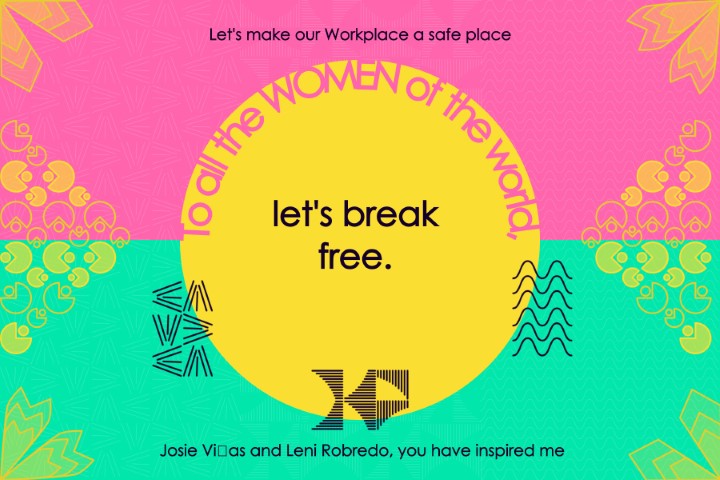 Let's make our Workplace a safe place
To all the WOMEN of the world,
let's break
free.
Josie Vi□as and Leni Robredo, you have inspired me